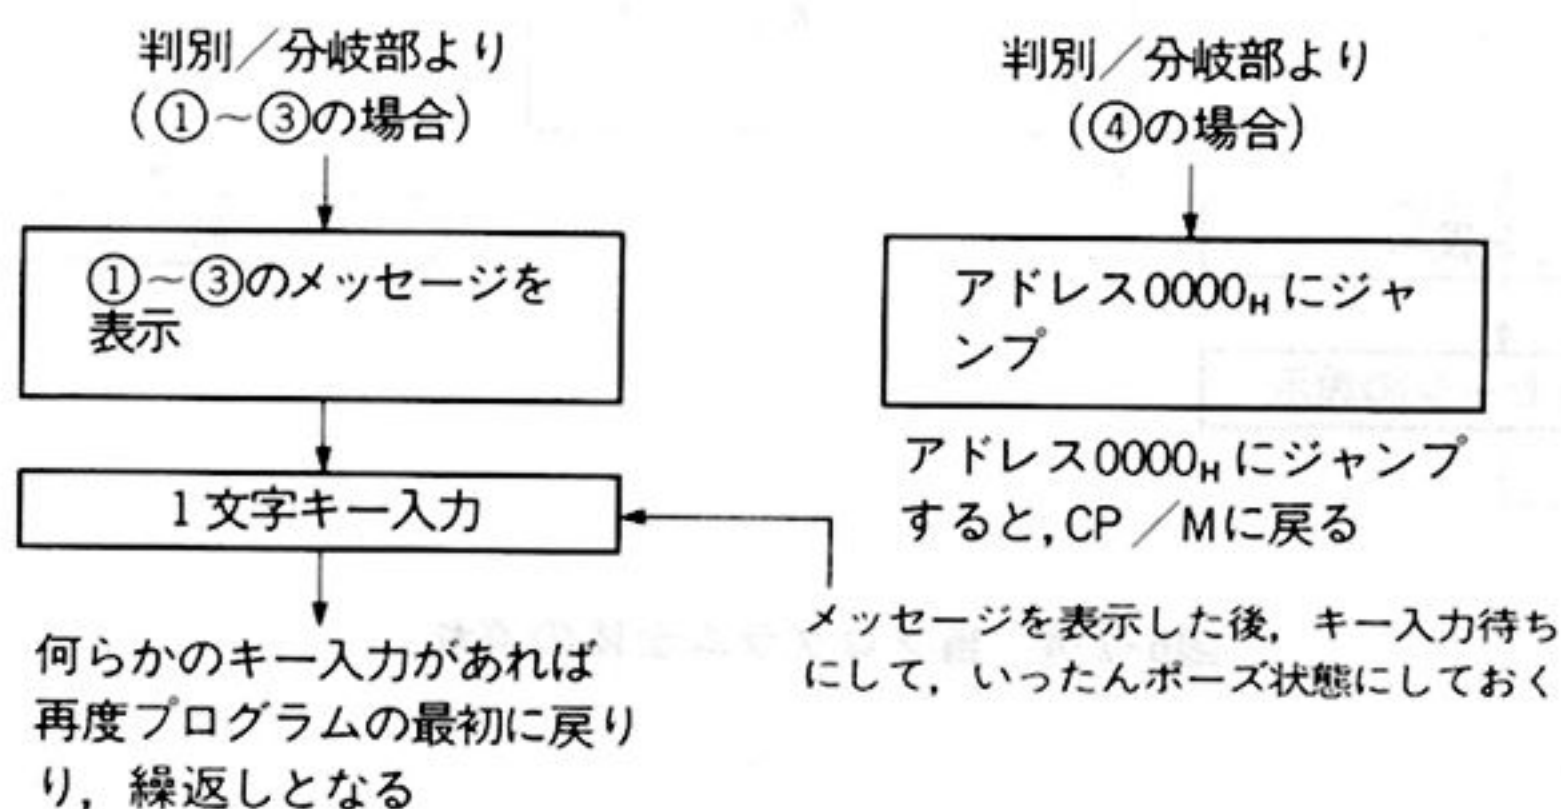 判別／分岐部より
(①～③の場合)
①～③のメッセージを
表示
1文字キー入力
何らかのキー入力があれば
再度プログラムの最初に戻り
り，繰返しとなる
判別／分岐部より
(④の場合)
アドレス0000Hにジャ
ンプ
アドレス0000Hにジャンプ
すると，CP／Mに戻る
メッセージを表示した後，キー入力待ち
にして，いったんポーズ状態にしておく